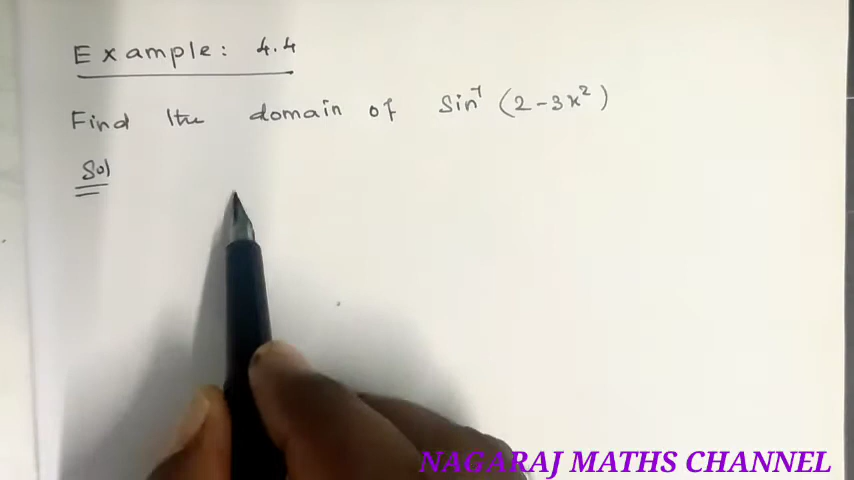 Example: 4.4
Find the domain of Sin⁻¹ (2-3x²)
Sol
NAGARAJ MATHS CHANNEL